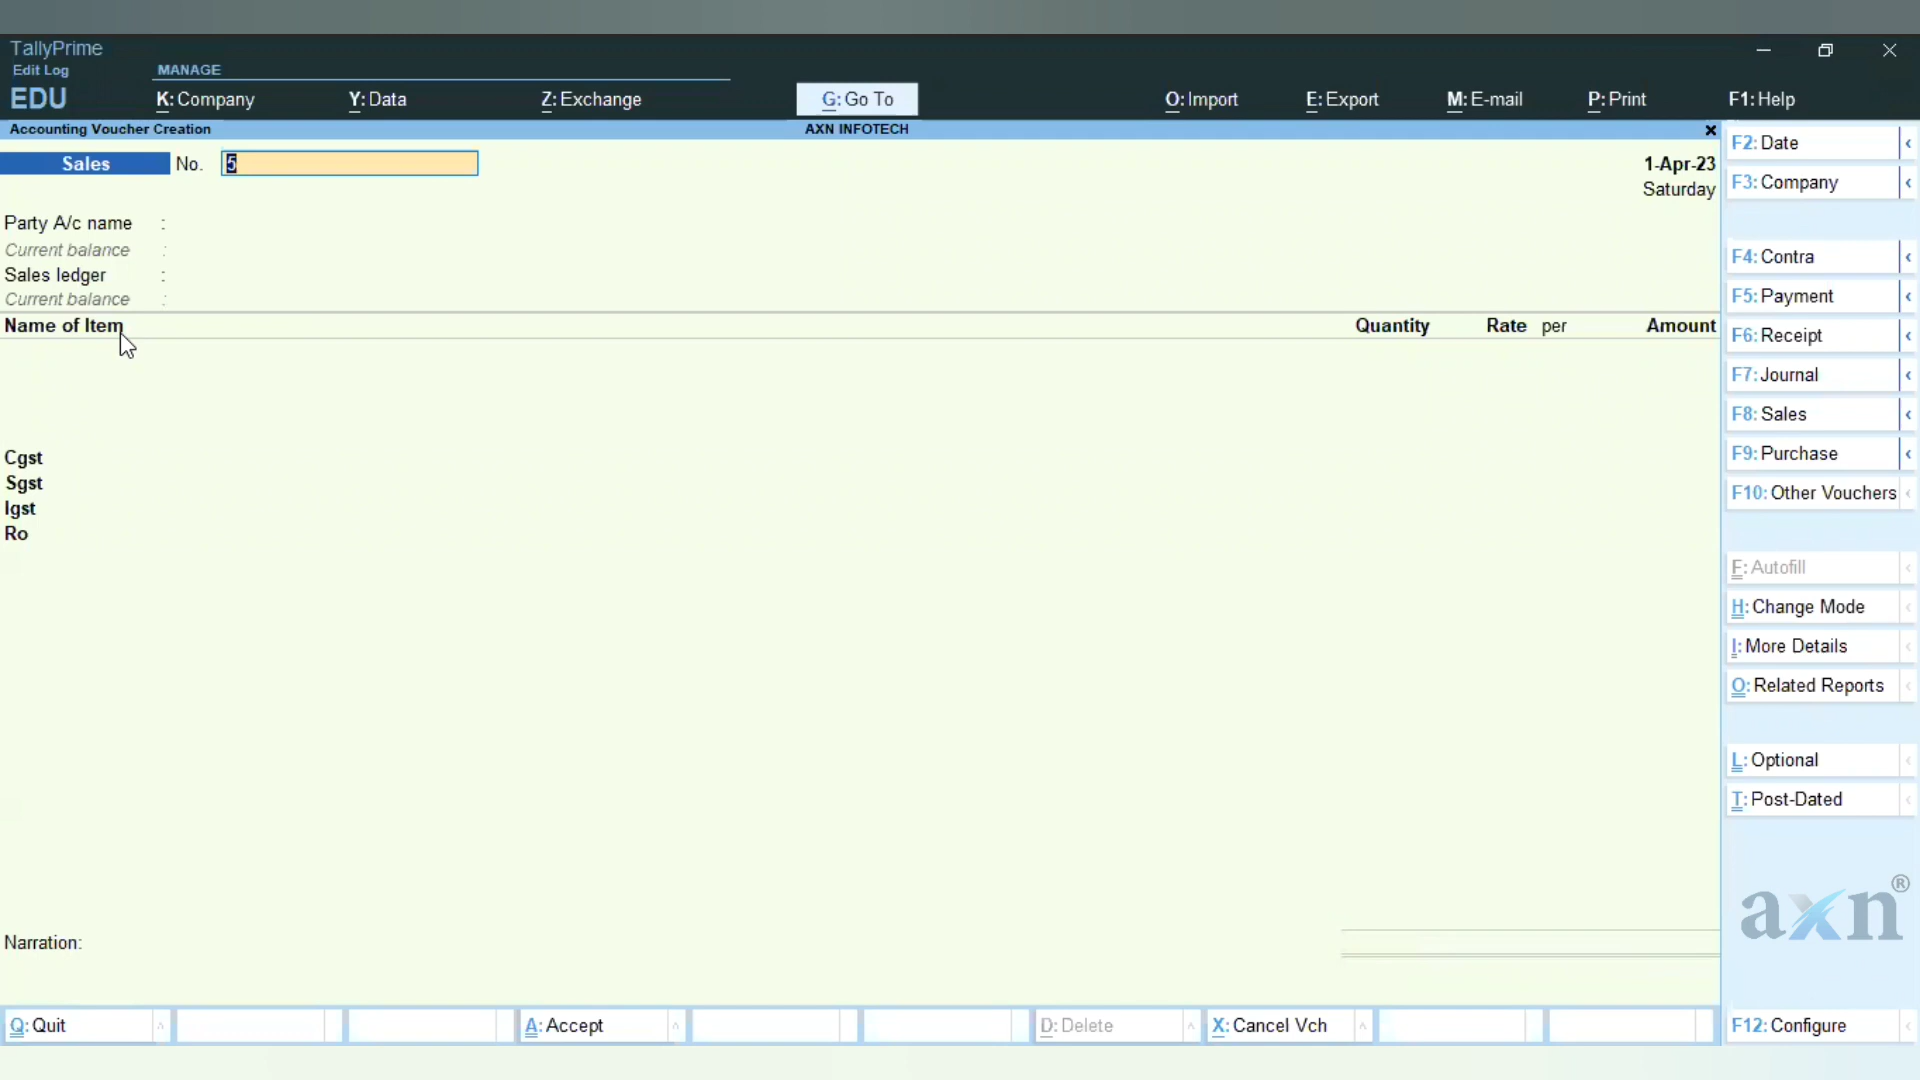 TallyPrime
Edit Log
MANAGE
EDU
K: Company
Y: Data
Z: Exchange
G: Go To
O: Import
E: Export
M: E-mail
P: Print
F1: Help
Accounting Voucher Creation
AXN INFOTECH
Sales No. 5
1-Apr-23
Saturday
Party A/c name :
Current balance :
Sales ledger :
Current balance :
Name of Item Quantity Rate per Amount
Cgst
Sgst
Igst
Ro
Narration:
F2: Date
F3: Company
F4: Contra
F5: Payment
F6: Receipt
F7: Journal
F8: Sales
F9: Purchase
F10: Other Vouchers
F: Autofill
H: Change Mode
I: More Details
O: Related Reports
L: Optional
T: Post-Dated
axn®
Q: Quit
A: Accept
D: Delete
X: Cancel Vch
F12: Configure